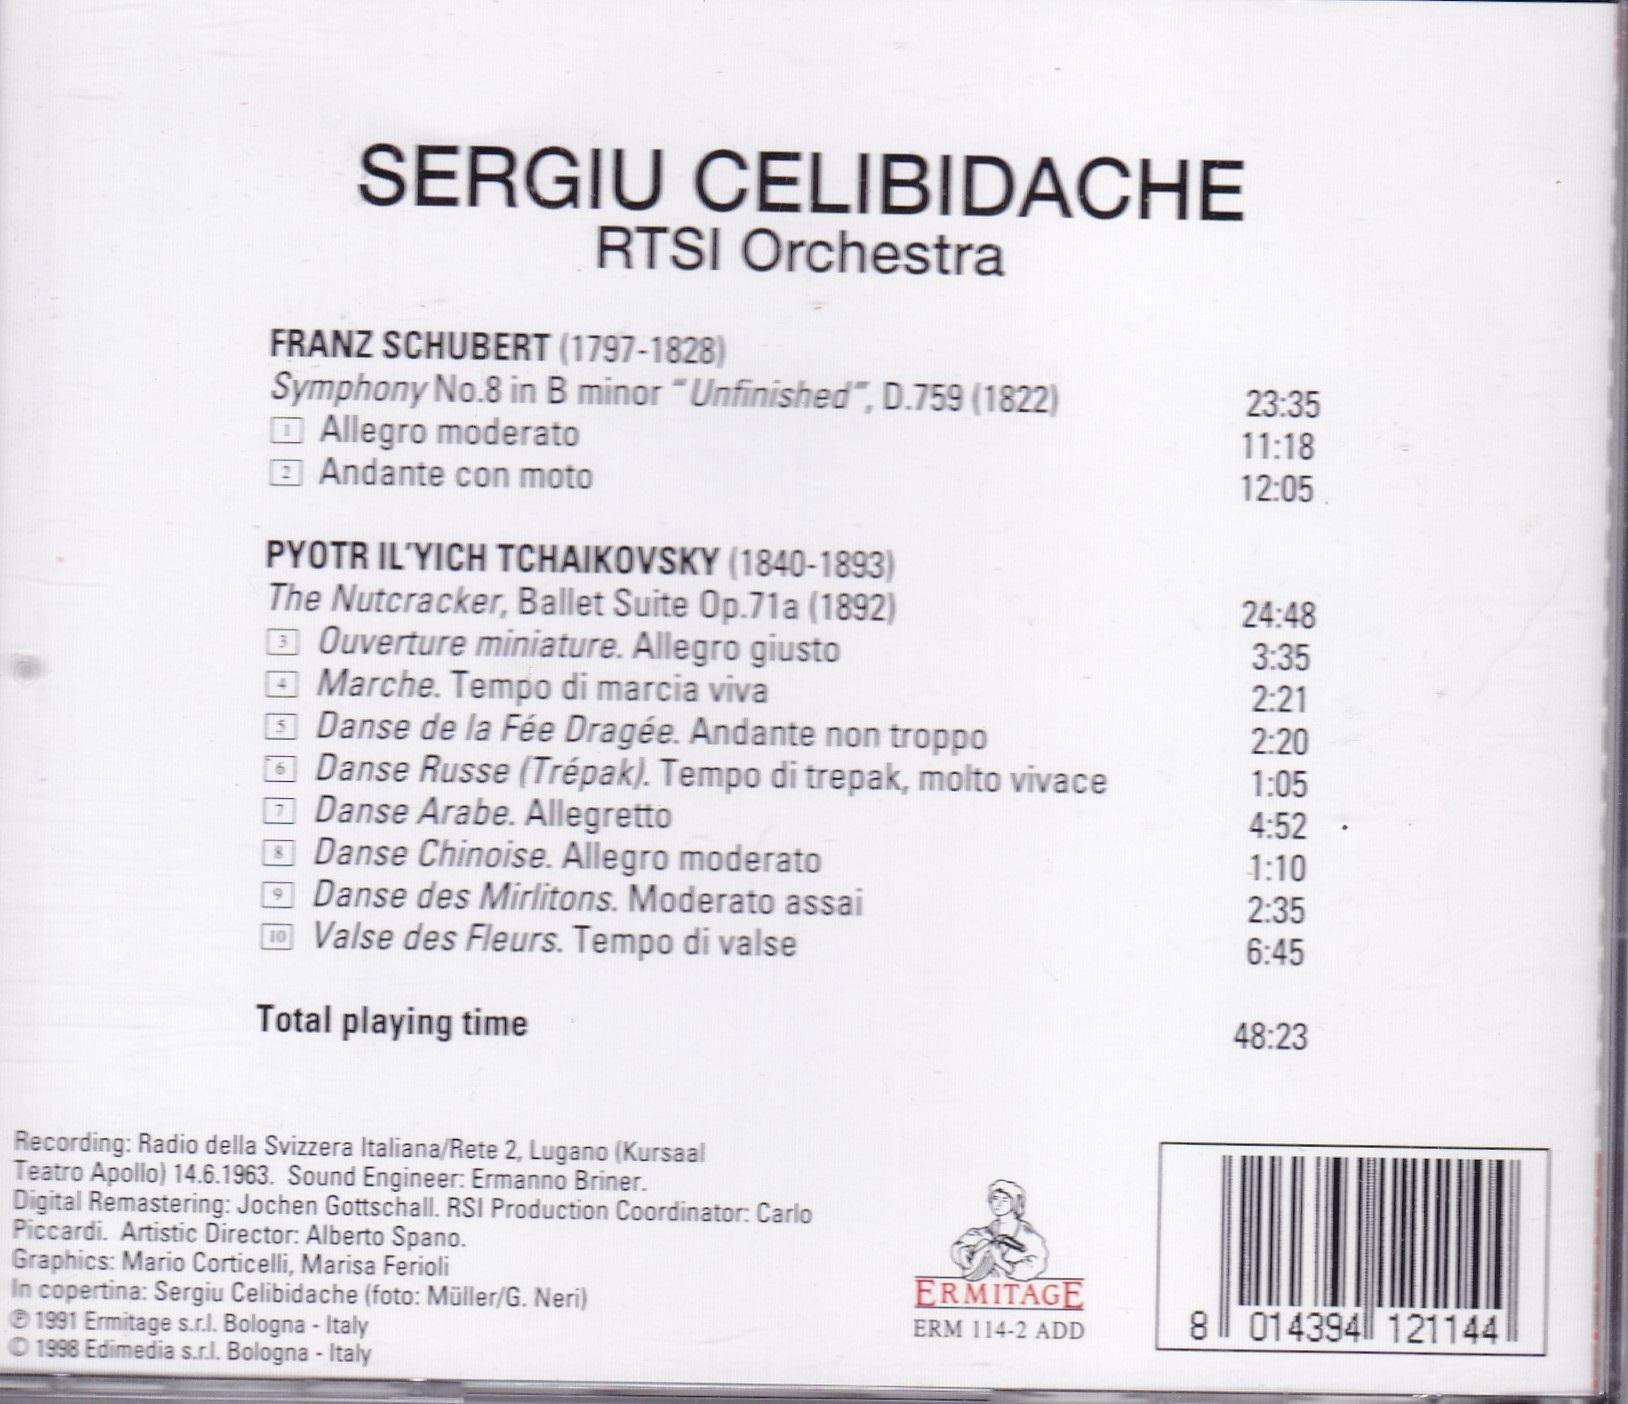 SERGIU CELIBIDACHE
RTSI Orchestra
FRANZ SCHUBERT (1797-1828)
Symphony No.8 in B minor "Unfinished", D.759 (1822) 23:35
1 Allegro moderato 11:18
2 Andante con moto 12:05
PYOTR IL'YICH TCHAIKOVSKY (1840-1893)
The Nutcracker, Ballet Suite Op.71a (1892) 24:48
3 Ouverture miniature. Allegro giusto 3:35
4 Marche. Tempo di marcia viva 2:21
5 Danse de la Fée Dragée. Andante non troppo 2:20
6 Danse Russe (Trépak). Tempo di trepak, molto vivace 1:05
7 Danse Arabe. Allegretto 4:52
8 Danse Chinoise. Allegro moderato 1:10
9 Danse des Mirlitons. Moderato assai 2:35
10 Valse des Fleurs. Tempo di valse 6:45
Total playing time 48:23
Recording: Radio della Svizzera Italiana/Rete 2, Lugano (Kursaal
Teatro Apollo) 14.6.1963. Sound Engineer: Ermanno Briner.
Digital Remastering: Jochen Gottschall. RSI Production Coordinator: Carlo
Piccardi. Artistic Director: Alberto Spano.
Graphics: Mario Corticelli, Marisa Ferioli
In copertina: Sergiu Celibidache (foto: Müller/G. Neri)
℗ 1991 Ermitage s.r.l. Bologna - Italy
© 1998 Edimedia s.r.l. Bologna - Italy
ERMITAGE
ERM 114-2 ADD
8 014394 121144